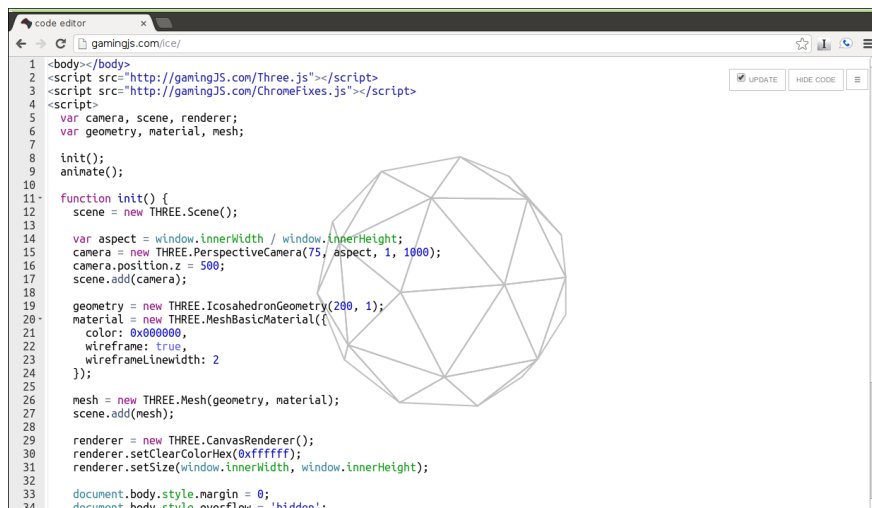 code editor
gamingjs.com/ice/
UPDATE HIDE CODE
1 <body></body>
2 <script src="http://gamingJS.com/Three.js"></script>
3 <script src="http://gamingJS.com/ChromeFixes.js"></script>
4 <script>
5 var camera, scene, renderer;
6 var geometry, material, mesh;
7
8 init();
9 animate();
10
11 function init() {
12 scene = new THREE.Scene();
13
14 var aspect = window.innerWidth / window.innerHeight;
15 camera = new THREE.PerspectiveCamera(75, aspect, 1, 1000);
16 camera.position.z = 500;
17 scene.add(camera);
18
19 geometry = new THREE.IcosahedronGeometry(200, 1);
20 material = new THREE.MeshBasicMaterial({
21 color: 0x000000,
22 wireframe: true,
23 wireframeLinewidth: 2
24 });
25
26 mesh = new THREE.Mesh(geometry, material);
27 scene.add(mesh);
28
29 renderer = new THREE.CanvasRenderer();
30 renderer.setClearColorHex(0xffffff);
31 renderer.setSize(window.innerWidth, window.innerHeight);
32
33 document.body.style.margin = 0;
34 document.body.style.overflow = 'hidden';